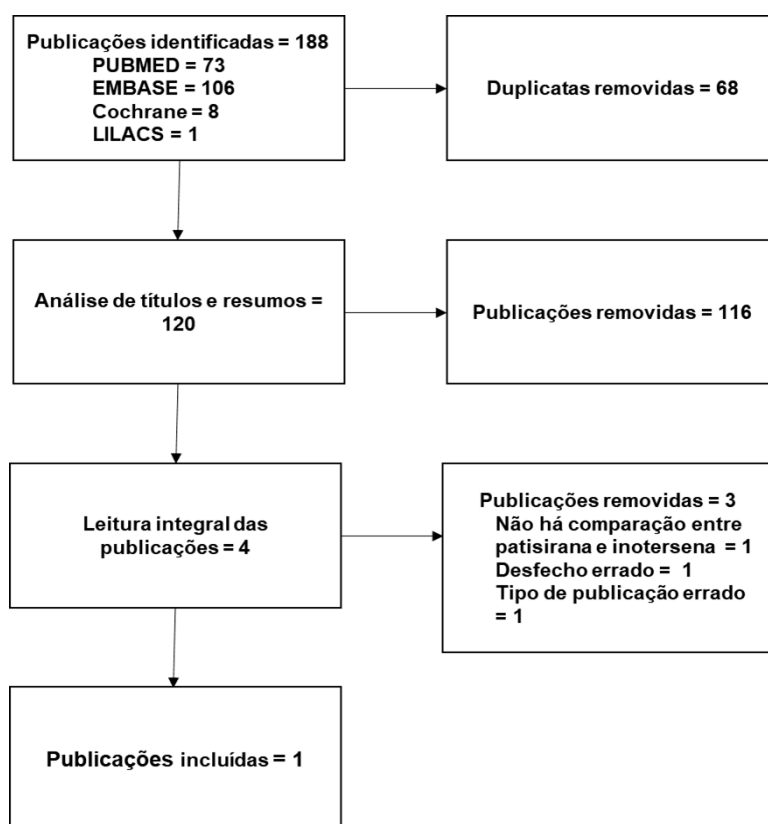 Publicações identificadas = 188
PUBMED = 73
EMBASE = 106
Cochrane = 8
LILACS = 1
Duplicatas removidas = 68
Análise de títulos e resumos =
120
Publicações removidas = 116
Leitura integral das
publicações = 4
Publicações removidas = 3
Não há comparação entre
patisirana e inotersena = 1
Desfecho errado = 1
Tipo de publicação errado
= 1
Publicações incluídas = 1